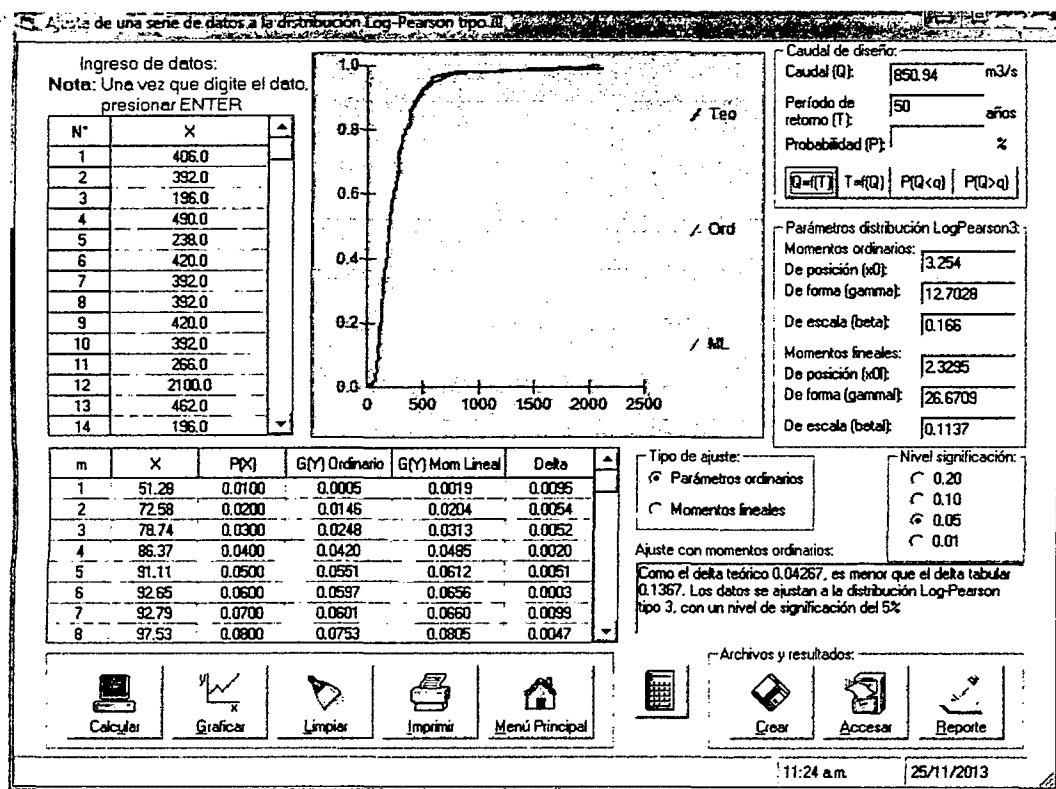 Ajuste de una serie de datos a la distribución Log-Pearson tipo III
Ingreso de datos:
Nota: Una vez que digite el dato,
presionar ENTER
N° X
1 406.0
2 392.0
3 196.0
4 490.0
5 238.0
6 420.0
7 392.0
8 392.0
9 420.0
10 392.0
11 266.0
12 2100.0
13 462.0
14 196.0
1.0
0.8
0.6
0.4
0.2
0.0
0 500 1000 1500 2000 2500
Teo
Ord
ML
Caudal de diseño:
Caudal (Q): 850.94 m3/s
Período de retorno (T): 50 años
Probabilidad (P): %
Q=f(T) T=f(Q) P(Q<q) P(Q>q)
Parámetros distribución LogPearson3:
Momentos ordinarios:
De posición (x0): 3.254
De forma (gamma): 12.7028
De escala (beta): 0.166
Momentos lineales:
De posición (x0l): 2.3295
De forma (gammal): 26.6709
De escala (betal): 0.1137
m X P(X) G(Y) Ordinario G(Y) Mom Lineal Delta
1 51.28 0.0100 0.0005 0.0019 0.0095
2 72.58 0.0200 0.0146 0.0204 0.0054
3 78.74 0.0300 0.0248 0.0313 0.0052
4 86.37 0.0400 0.0420 0.0485 0.0020
5 91.11 0.0500 0.0551 0.0612 0.0051
6 92.65 0.0600 0.0597 0.0656 0.0003
7 92.79 0.0700 0.0601 0.0660 0.0099
8 97.53 0.0800 0.0753 0.0805 0.0047
Tipo de ajuste:
Parámetros ordinarios
Momentos lineales
Nivel significación:
0.20
0.10
0.05
0.01
Ajuste con momentos ordinarios:
Como el delta teórico 0.04267, es menor que el delta tabular
0.1367. Los datos se ajustan a la distribución Log-Pearson
tipo 3, con un nivel de significación del 5%
Calcular Graficar Limpiar Imprimir Menú Principal
Archivos y resultados:
Crear Accesar Reporte
11:24 a.m. 25/11/2013